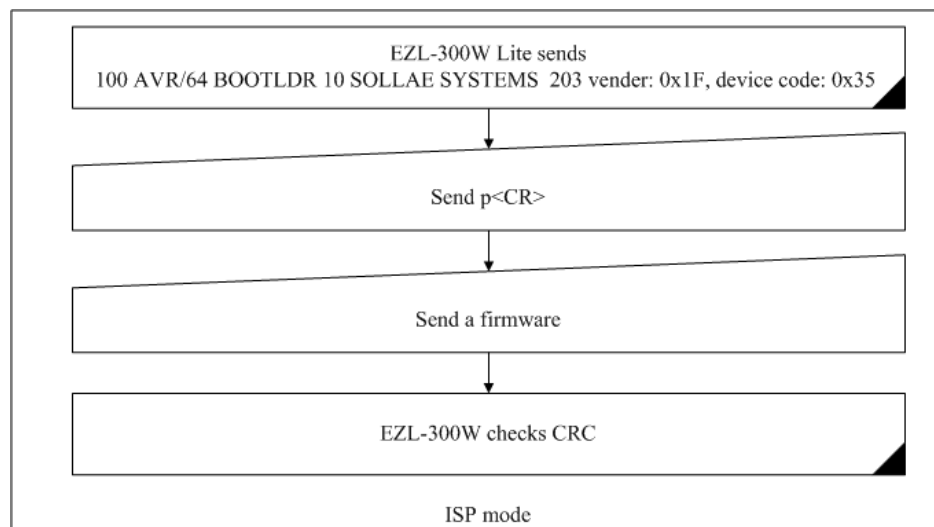 EZL-300W Lite sends
100 AVR/64 BOOTLDR 10 SOLLAE SYSTEMS  203 vender: 0x1F, device code: 0x35
Send p<CR>
Send a firmware
EZL-300W checks CRC
ISP mode